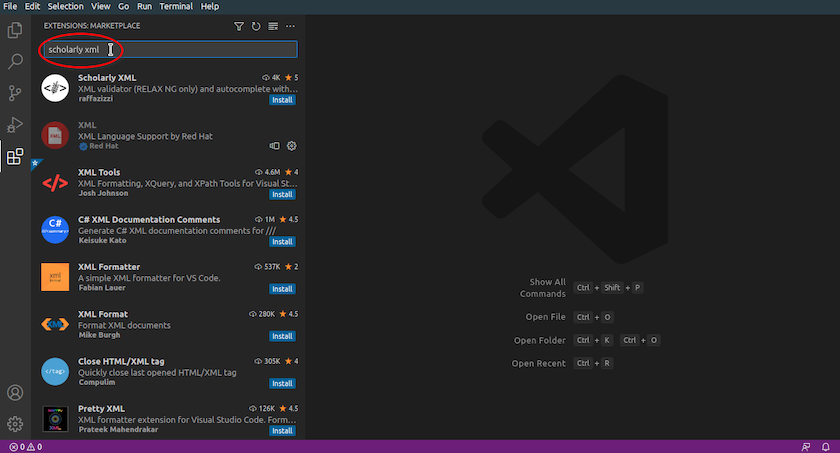 File Edit Selection View Go Run Terminal Help
EXTENSIONS: MARKETPLACE
scholarly xml
Scholarly XML 4K 5
XML validator (RELAX NG only) and autocomplete with...
raffazizzi Install
XML
XML Language Support by Red Hat
Red Hat
XML Tools 4.6M 4
XML Formatting, XQuery, and XPath Tools for Visual St...
Josh Johnson Install
C# XML Documentation Comments 1M 4.5
Generate C# XML documentation comments for ///
Keisuke Kato Install
XML Formatter 537K 2
A simple XML formatter for VS Code.
Fabian Lauer Install
XML Format 280K 4.5
Format XML documents
Mike Burgh Install
Close HTML/XML tag 305K 4
Quickly close last opened HTML/XML tag
Compulim Install
Pretty XML 126K 4.5
XML formatter extension for Visual Studio Code. Form...
Prateek Mahendrakar Install
Show All Commands Ctrl + Shift + P
Open File Ctrl + O
Open Folder Ctrl + K Ctrl + O
Open Recent Ctrl + R
0 0